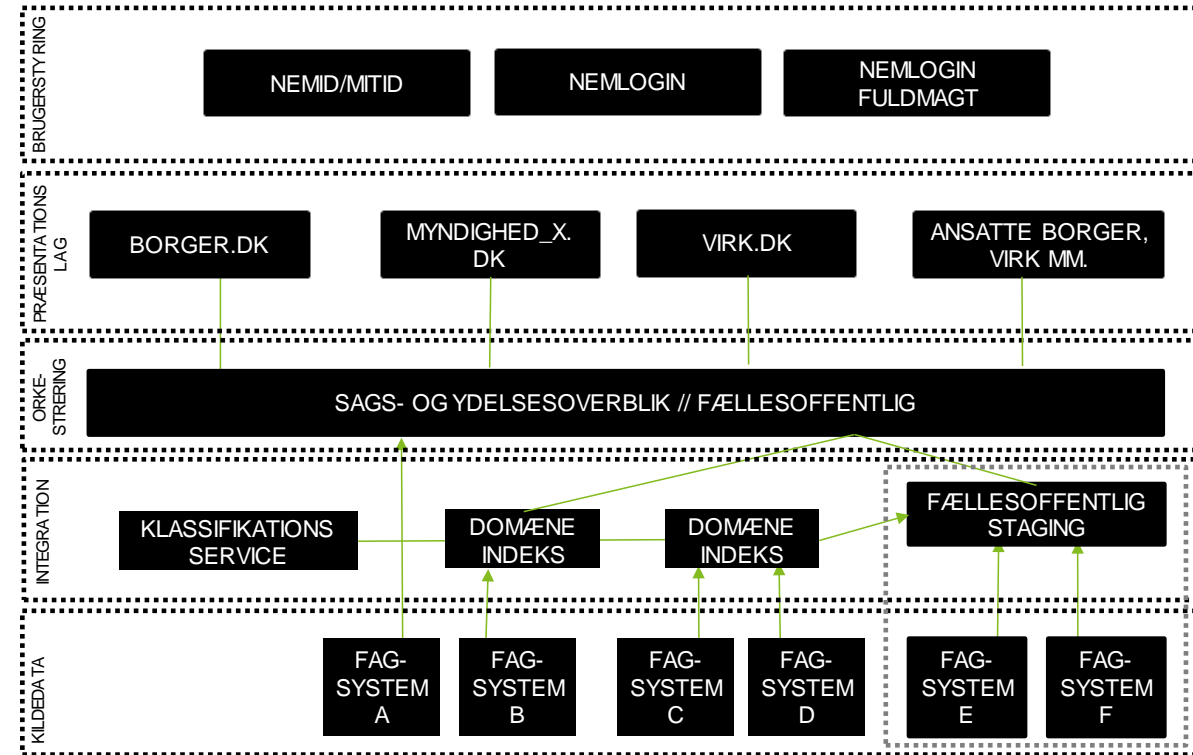 BRUGERSTYRING
NEMID/MITID
NEMLOGIN
NEMLOGIN
FULDMAGT
PRÆSENTATIONS
LAG
BORGER.DK
MYNDIGHED_X.
DK
VIRK.DK
ANSATTE BORGER,
VIRK MM.
ORKE-
STRERING
SAGS- OG YDELSESOVERBLIK // FÆLLESOFFENTLIG
INTEGRATION
KLASSIFIKATIONS
SERVICE
DOMÆNE
INDEKS
DOMÆNE
INDEKS
FÆLLESOFFENTLIG
STAGING
KILDEDATA
FAG-
SYSTEM
A
FAG-
SYSTEM
B
FAG-
SYSTEM
C
FAG-
SYSTEM
D
FAG-
SYSTEM
E
FAG-
SYSTEM
F